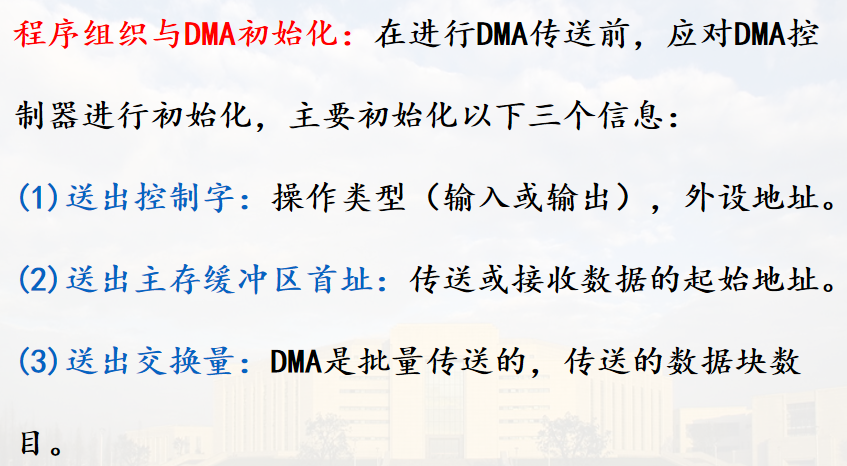 程序组织与DMA初始化：在进行DMA传送前，应对DMA控
制器进行初始化，主要初始化以下三个信息：
(1)送出控制字：操作类型（输入或输出），外设地址。
(2)送出主存缓冲区首址：传送或接收数据的起始地址。
(3)送出交换量：DMA是批量传送的，传送的数据块数
目。